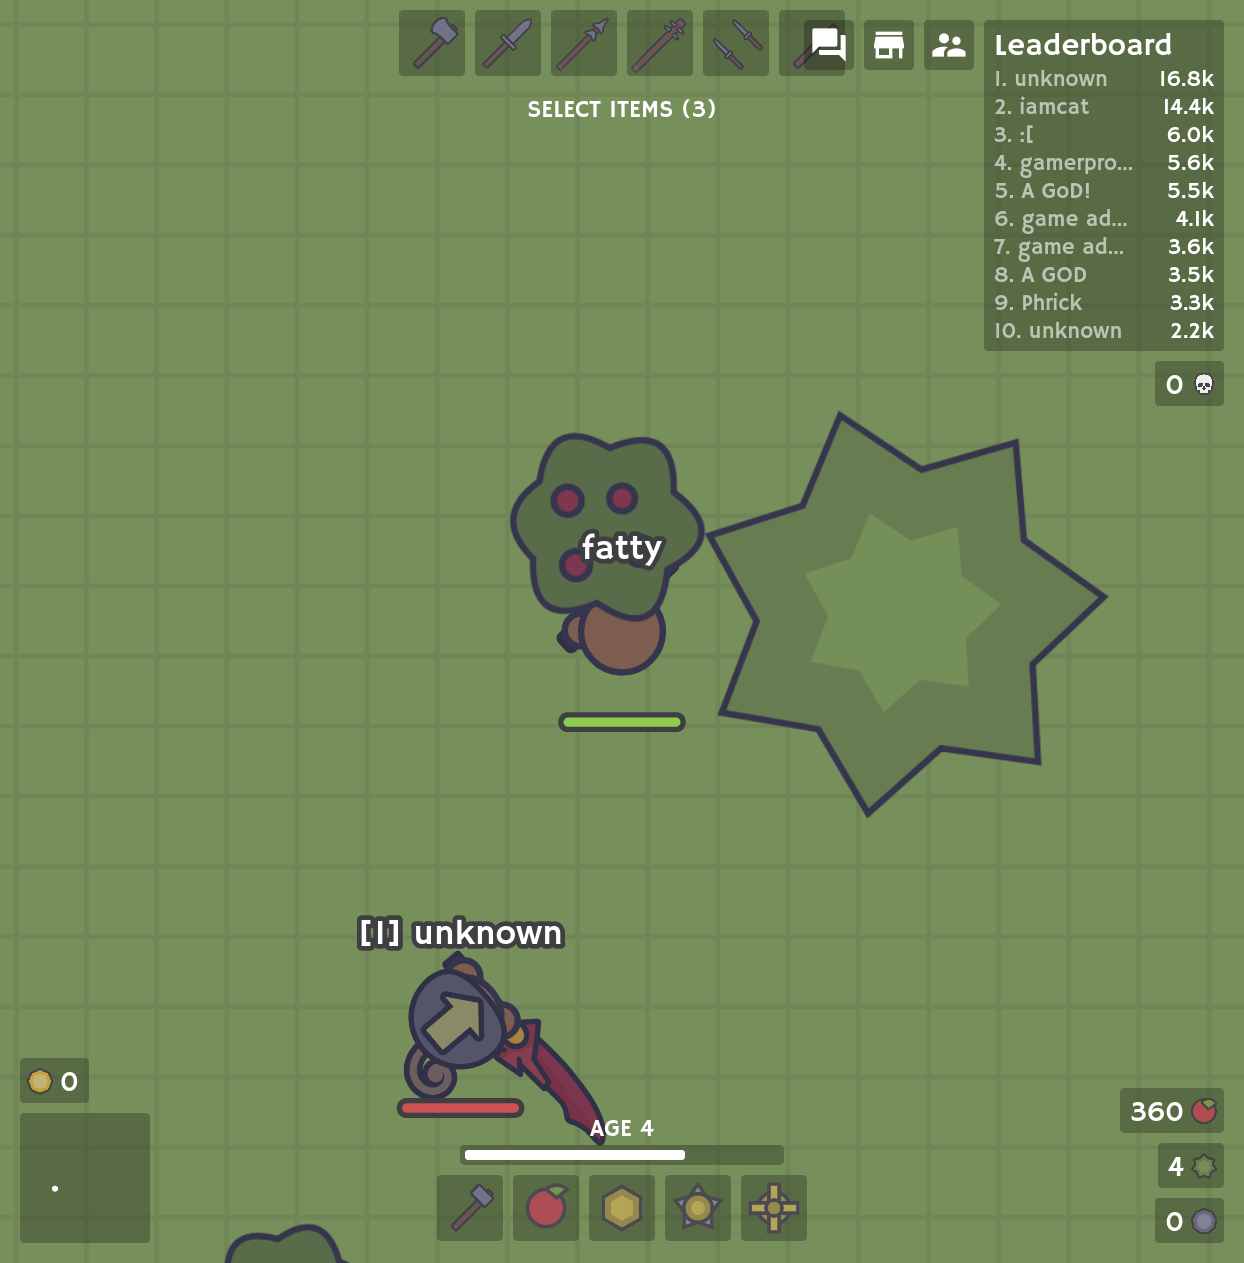 SELECT ITEMS (3)
Leaderboard
1. unknown 16.8k
2. iamcat 14.4k
3. :[ 6.0k
4. gamerpro... 5.6k
5. A GoD! 5.5k
6. game ad... 4.1k
7. game ad... 3.6k
8. A GOD 3.5k
9. Phrick 3.3k
10. unknown 2.2k
0
fatty
[I] unknown
0
AGE 4
360
4
0